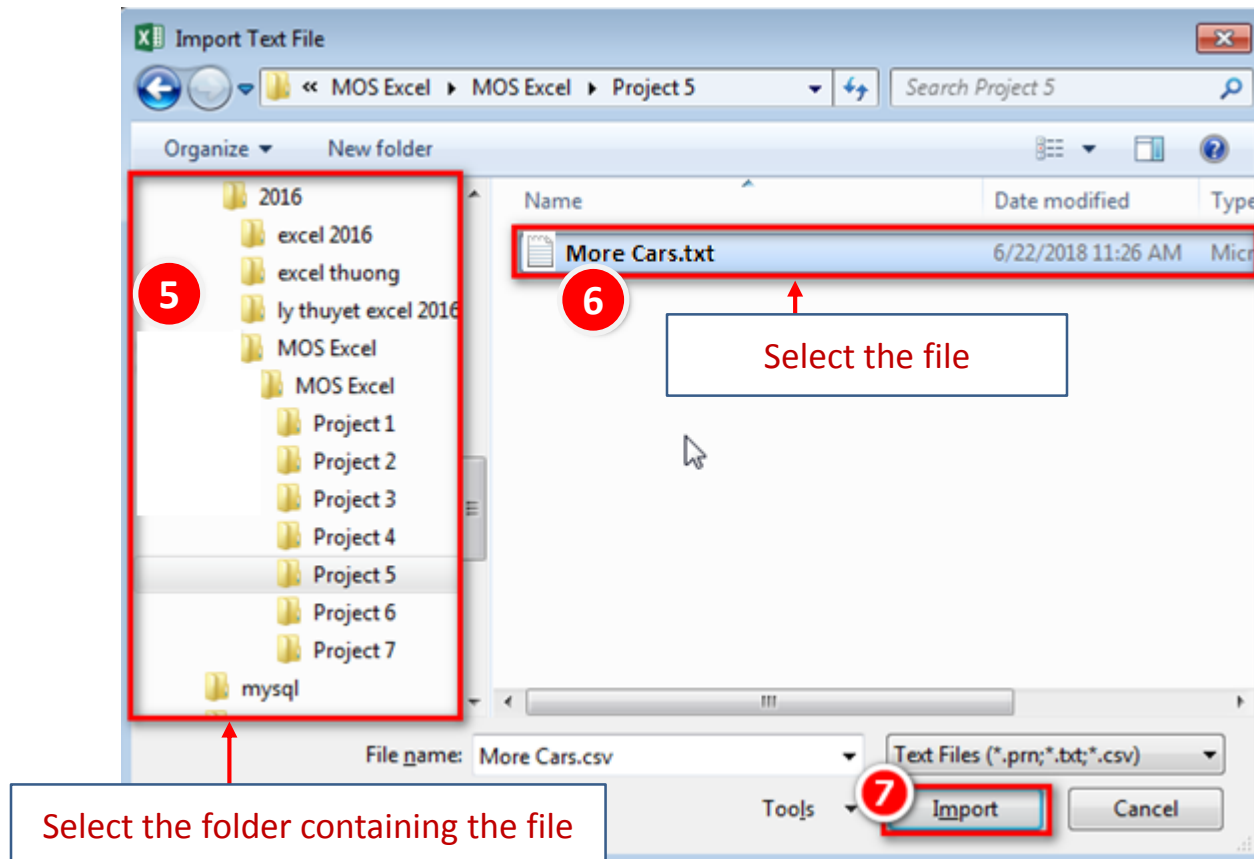 Import Text File
« MOS Excel MOS Excel Project 5 Search Project 5
Organize New folder
Name Date modified Type
2016
excel 2016
excel thuong
ly thuyet excel 2016
MOS Excel
MOS Excel
Project 1
Project 2
Project 3
Project 4
Project 5
Project 6
Project 7
mysql
5
More Cars.txt 6/22/2018 11:26 AM Micr
6
Select the file
File name: More Cars.csv Text Files (*.prn;*.txt;*.csv)
Tools 7 Import Cancel
Select the folder containing the file